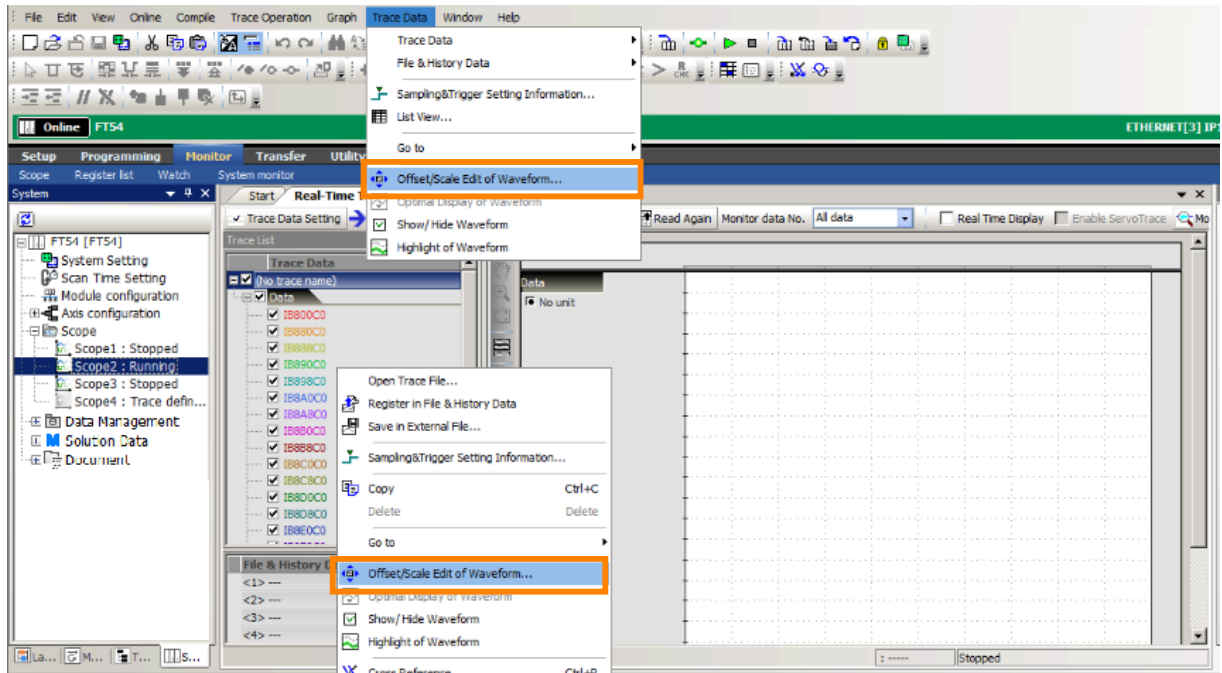 File Edit View Online Compile Trace Operation Graph Trace Data Window Help
Trace Data
File & History Data
Sampling&Trigger Setting Information...
List View...
Go to
Offset/Scale Edit of Waveform...
Optimal Display of Waveform
Show/Hide Waveform
Highlight of Waveform
Online FT54
ETHERNET[3] IP1
Setup Programming Monitor Transfer Utility
Scope Register list Watch System monitor
System
Start Real-Time T
Trace Data Setting
Read Again Monitor data No. All data Real Time Display Enable ServoTrace Mo
FT54 [FT54]
System Setting
Scan Time Setting
Module configuration
Axis configuration
Scope
Scope1 : Stopped
Scope2 : Running
Scope3 : Stopped
Scope4 : Trace defin...
Data Management
Solution Data
Document
Trace List
Trace Data
(No trace name)
Data
IB800C0
IB880C0
IB888C0
IB890C0
IB898C0
IB8A0C0
IB8A8C0
IB8B0C0
IB8B8C0
IB8C0C0
IB8C8C0
IB8D0C0
IB8D8C0
IB8E0C0
Data
No unit
File & History D
<1> ---
<2> ---
<3> ---
<4> ---
Open Trace File...
Register in File & History Data
Save in External File...
Sampling&Trigger Setting Information...
Copy Ctrl+C
Delete Delete
Go to
Offset/Scale Edit of Waveform...
Optimal Display of Waveform
Show/Hide Waveform
Highlight of Waveform
Cross Reference Ctrl+R
La... M... T... S...
: -----
Stopped